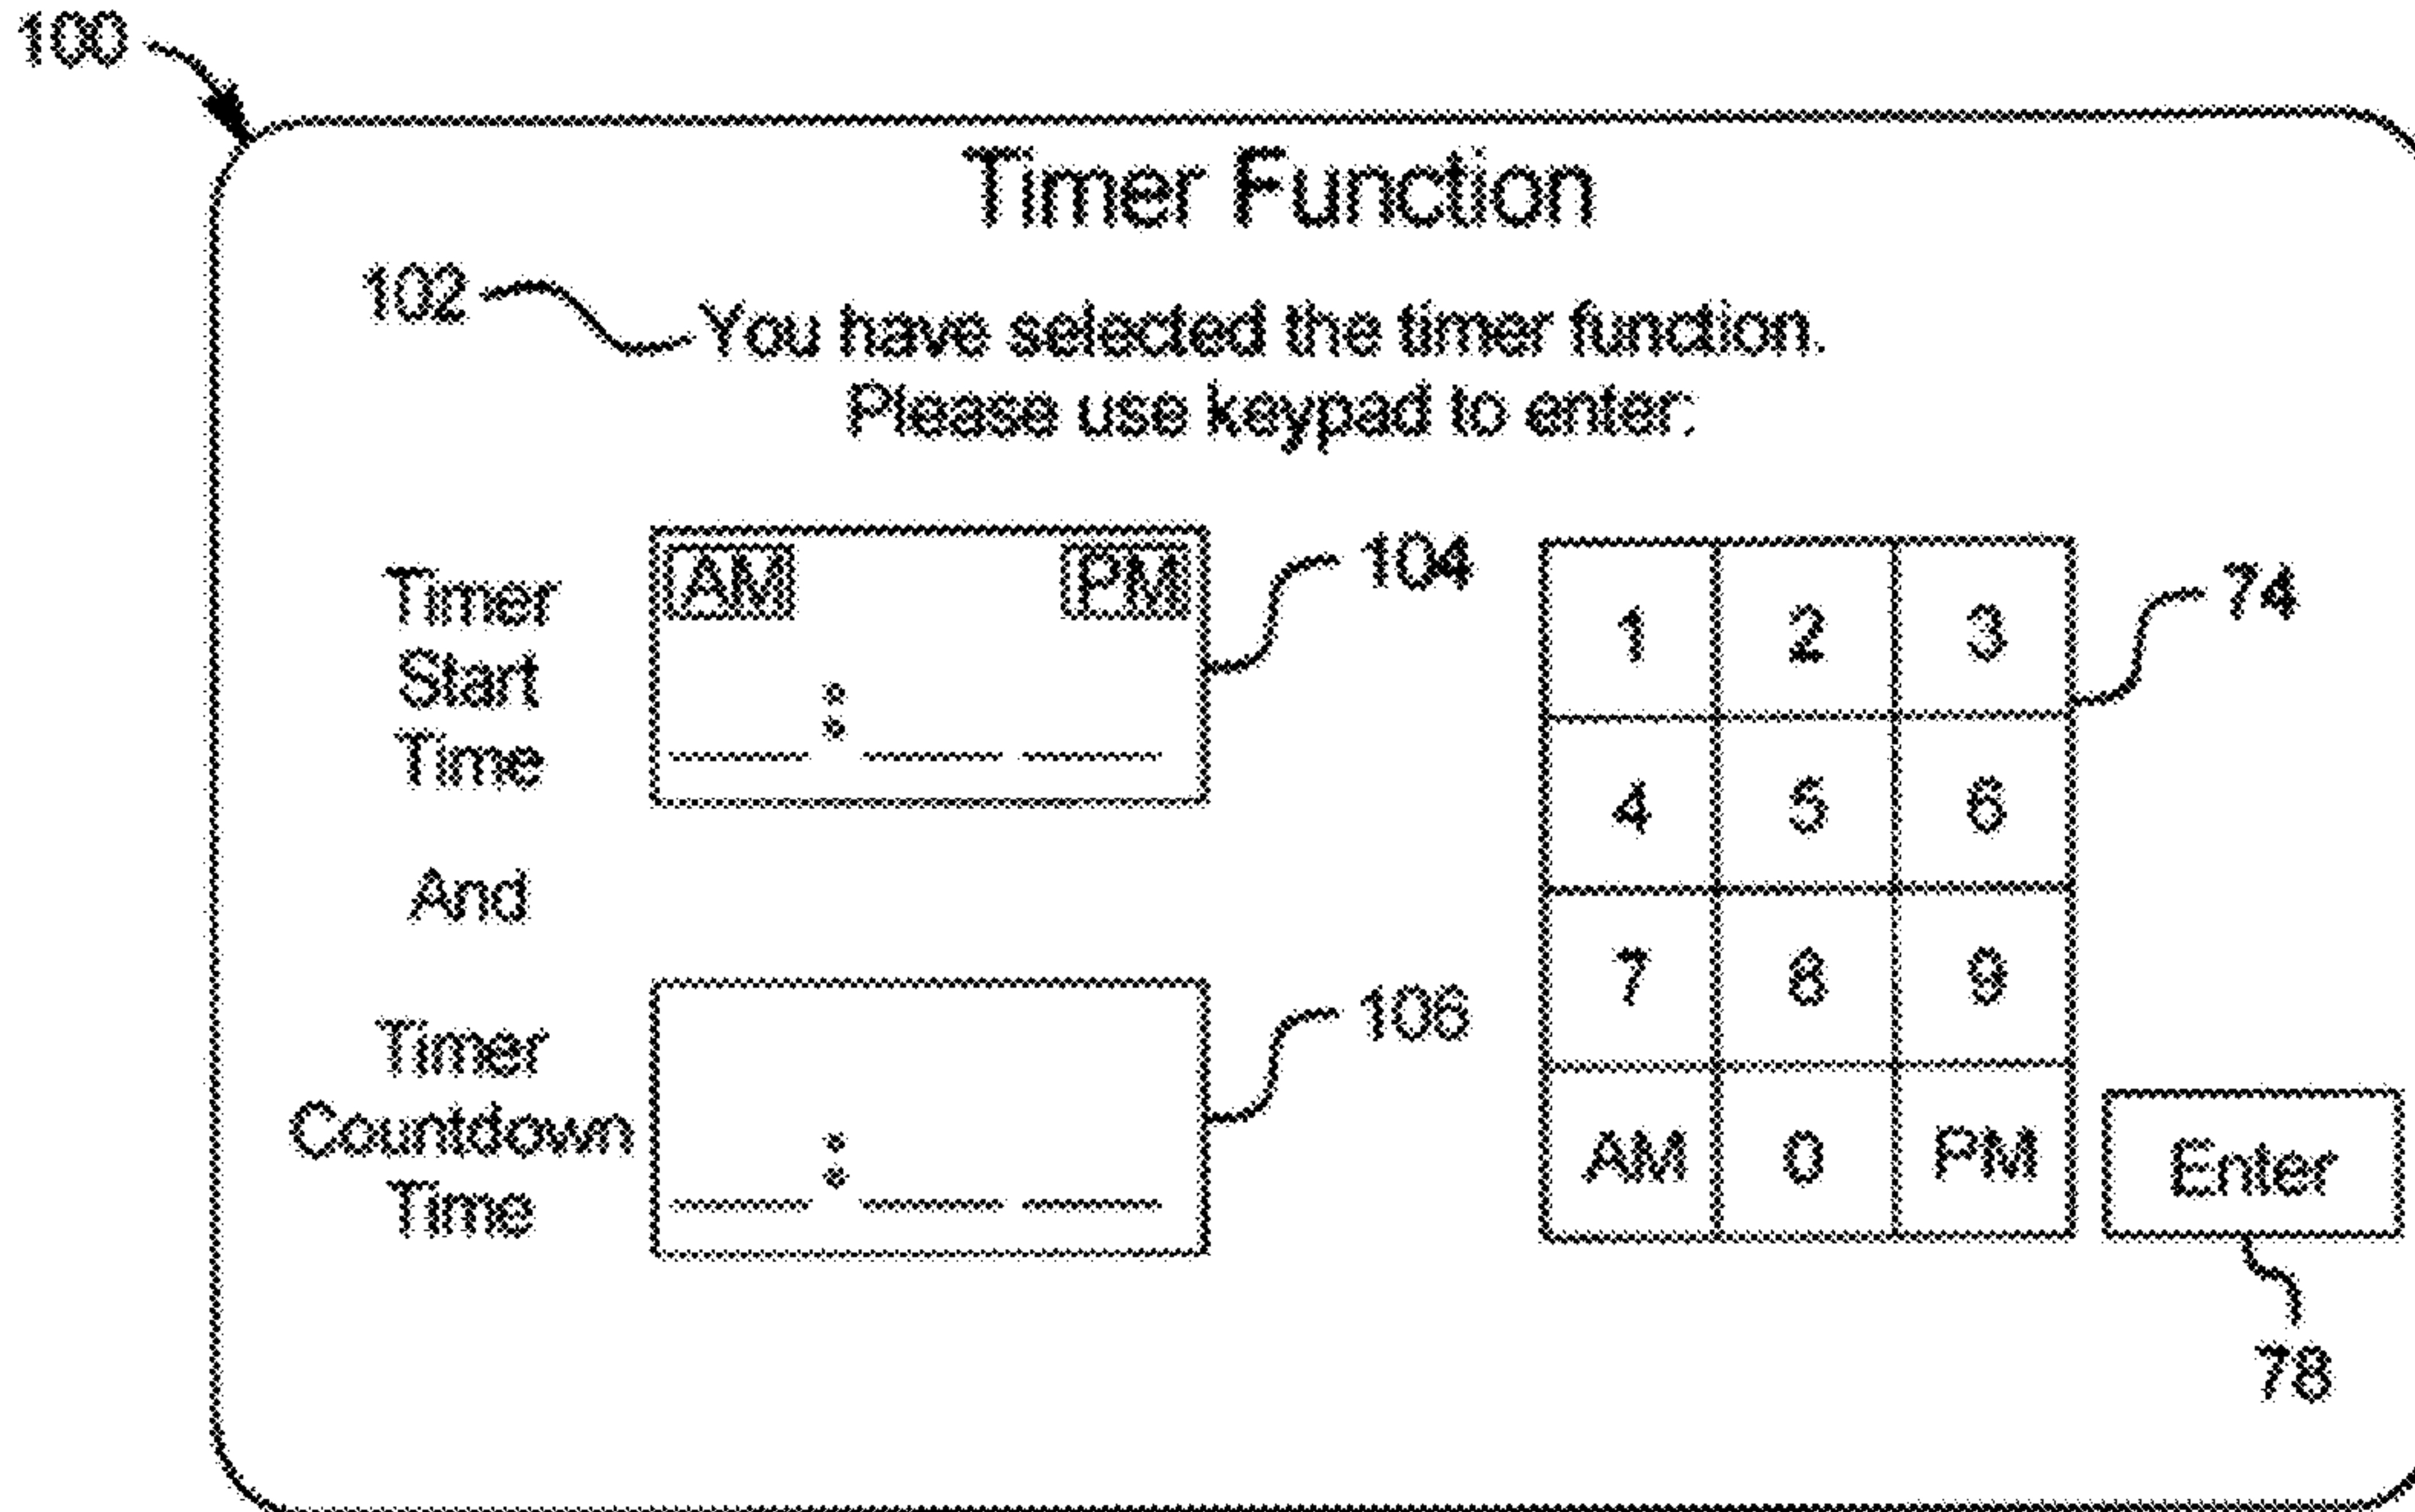 100
Timer Function
102
You have selected the timer function.
Please use keypad to enter:
Timer
Start
Time
AM PM
:
104
And
Timer
Countdown
Time
:
106
1 2 3
4 5 6
7 8 9
AM 0 PM
74
Enter
78